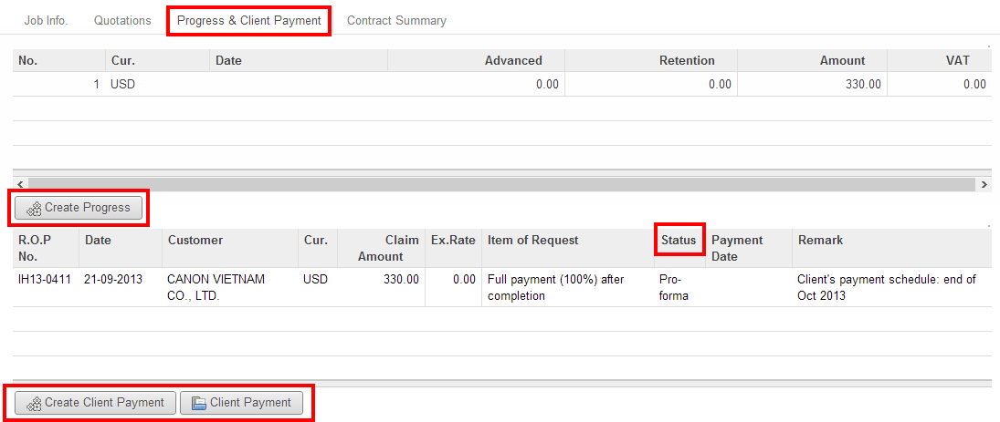 Job Info. Quotations Progress & Client Payment Contract Summary
No. Cur. Date Advanced Retention Amount VAT
1 USD 0.00 0.00 330.00 0.00
Create Progress
R.O.P No. Date Customer Cur. Claim Amount Ex.Rate Item of Request Status Payment Date Remark
IH13-0411 21-09-2013 CANON VIETNAM USD 330.00 0.00 Full payment (100%) after Pro- Client's payment schedule: end of
CO., LTD. completion forma Oct 2013
Create Client Payment Client Payment